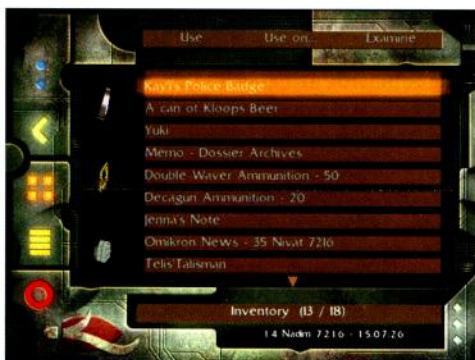 Use Use on... Examine
Kay'l's Police Badge
A can of Kloops Beer
Yuki
Memo - Dossier Archives
Double Waver Ammunition - 50
Decagun Ammunition - 20
Jenna's Note
Omikron News - 35 Nivat 7216
Telis'Talisman
Inventory (13 / 18)
14 Nadim 7216 - 15:07:26